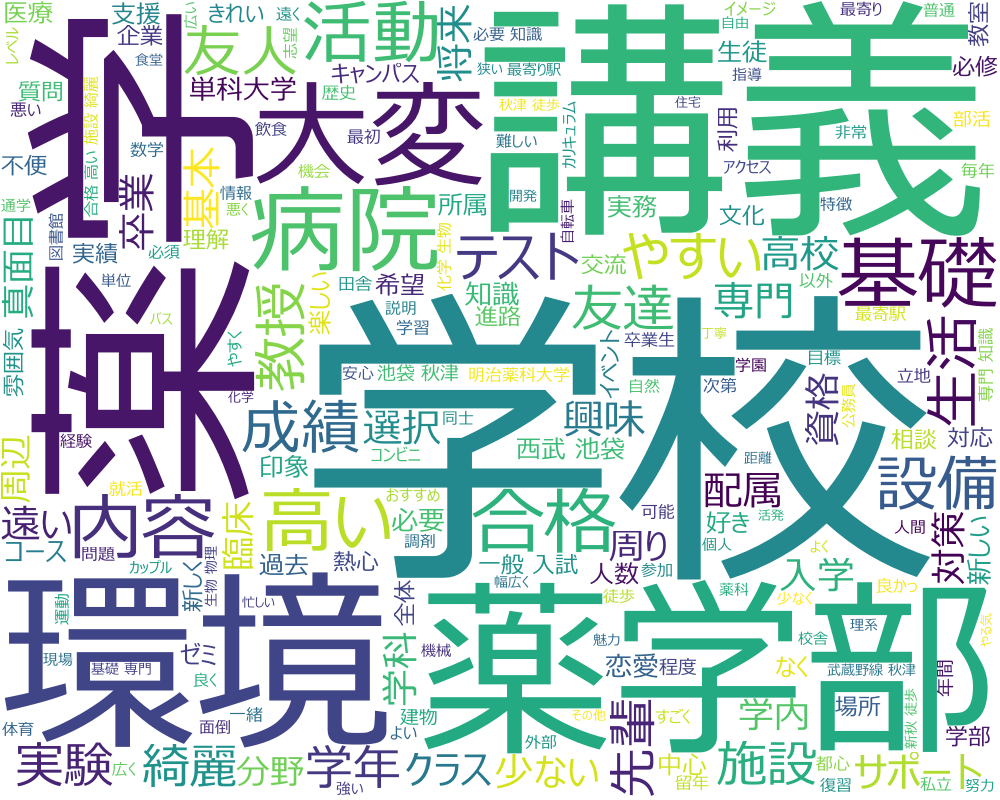 医療
支援
きれい
遠く
広い
活動
将来
必要 知識
自由
イメージ
最寄り
普通
教室
レベル
食堂
志望
企業
友人
狭い 最寄り駅
講義
生徒
指導
必修
質問
単科大学
キャンパス
歴史
秋津 徒歩
カリキュラム
住宅
悪い
合格 高い 施設 綺麗
薬学
大変
飲食
最初
難しい
利用
非常
部活
不便
数学
卒業
機会
開発
アクセス
毎年
通学
情報
基本
悪く
病院
所属
自転車
実務
文化
特徴
真面目
図書館
実績
必須
理解
テスト
交流
やすい
高校
基礎
雰囲気
単位
バス
やすく
教授
楽しい
田舎
希望
化学 生物
知識
進路
友達
専門
以外
最寄駅
説明
学習
イベント
卒業生
丁寧
学園
目標
専門 知識
化学
安心
池袋 秋津
明治薬科大学
自然
次第
立地
生活
学校
経験
成績
選択
同士
興味
資格
公務員
相談
対応
周辺
印象
コンビニ
西武 池袋
距離
就活
おすすめ
設備
遠い
内容
臨床
高い
必要
合格
可能
配属
好き
活発
人間
対策
新しい
コース
問題
調剤
周り
個人
よく
カップル
過去
熱心
一般 入試
人数
参加
入学
良かっ
運動
新しく
生物 物理
忙しい
幅広く
徒歩
薬科
少なく
理系
やる気
環境
全体
薬学部
現場
基礎 専門
ゼミ
学科
機械
魅力
恋愛
程度
なく
校舎
武蔵野線 秋津
年間
良く
体育
面倒
一緒
建物
よい
その他
すごく
学内
場所
新秋 徒歩
学部
外部
先輩
実験
広く
綺麗
分野
学年
強い
クラス
少ない
中心
留年
施設
都心
復習
サポート
私立
努力